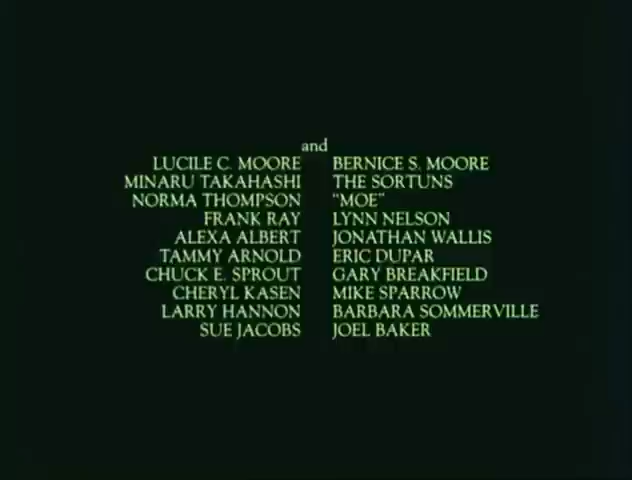 and
LUCILE C. MOORE BERNICE S. MOORE
MINARU TAKAHASHI THE SORTUNS
NORMA THOMPSON "MOE"
FRANK RAY LYNN NELSON
ALEXA ALBERT JONATHAN WALLIS
TAMMY ARNOLD ERIC DUPAR
CHUCK E. SPROUT GARY BREAKFIELD
CHERYL KASEN MIKE SPARROW
LARRY HANNON BARBARA SOMMERVILLE
SUE JACOBS JOEL BAKER